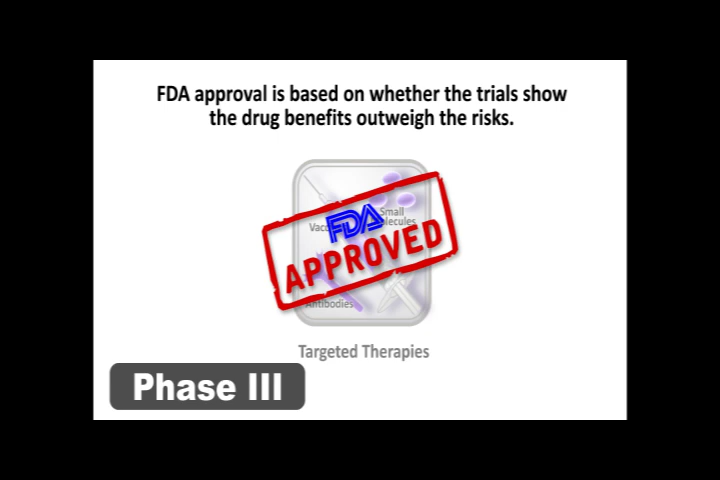 FDA approval is based on whether the trials show
the drug benefits outweigh the risks.
Small
FDA
APPROVED
Antibodies
Targeted Therapies
Phase III